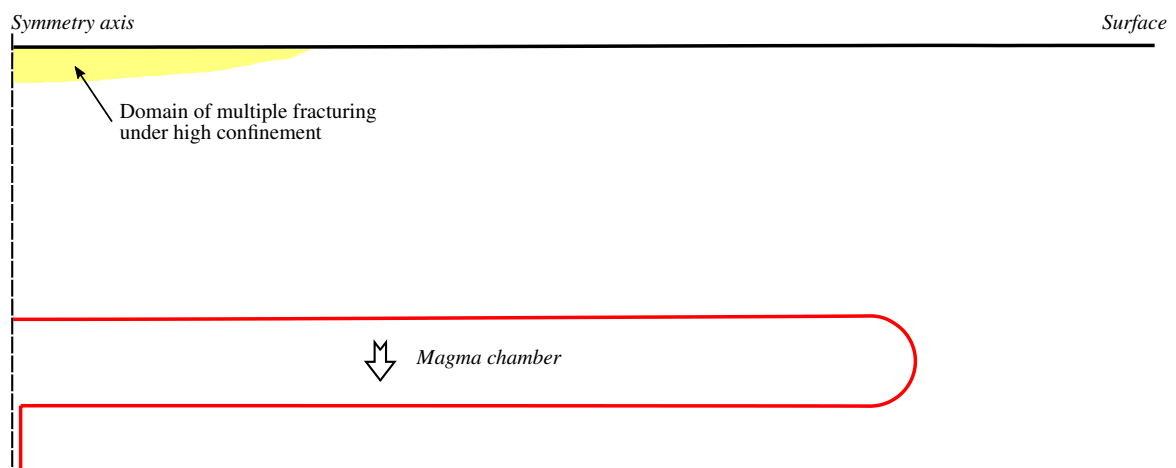 Symmetry axis
Surface
Domain of multiple fracturing
under high confinement
Magma chamber